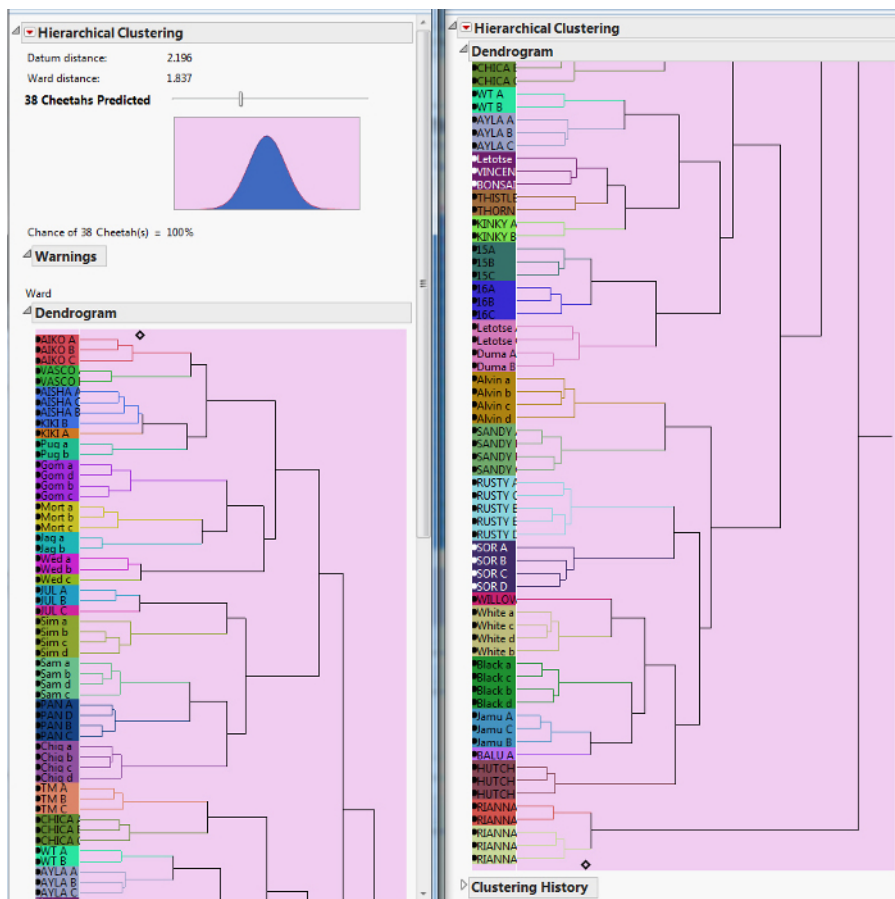 Hierarchical Clustering
Datum distance: 2.196
Ward distance: 1.837
38 Cheetahs Predicted
Chance of 38 Cheetah(s) = 100%
Warnings
Ward
Dendrogram
AIKO A
AIKO B
AIKO C
VASCO
VASCO
AISHA A
AISHA C
AISHA B
KIKI B
KIKI A
Pug a
Pug b
Gom a
Gom d
Gom b
Gom c
Mort a
Mort b
Mort c
Jag a
Jag b
Wed a
Wed b
Wed c
JUL A
JUL B
JUL C
Sim a
Sim b
Sim c
Sim d
Sam a
Sam b
Sam d
Sam c
PAN A
PAN D
PAN B
PAN C
Chig a
Chig b
Chig c
Chig d
TM A
TM B
TM C
CHICA
CHICA
CHICA
WT A
WT B
AYLA A
AYLA B
AYLA C
Hierarchical Clustering
Dendrogram
CHICA
CHICA
WT A
WT B
AYLA A
AYLA B
AYLA C
Letotse
VINCEN
BONSAI
THISTLE
THORN
KINKY A
KINKY B
15A
15B
15C
16A
16B
16C
Letotse
Letotse
Duma A
Duma B
Alvin a
Alvin b
Alvin c
Alvin d
SANDY
SANDY
SANDY
SANDY
RUSTY
RUSTY
RUSTY
RUSTY
RUSTY
SOR A
SOR B
SOR C
SOR D
WILLOW
White a
White c
White d
White b
Black a
Black c
Black b
Black d
Jamu A
Jamu C
Jamu B
BALU A
HUTCH
HUTCH
HUTCH
RIANNA
RIANNA
RIANNA
RIANNA
RIANNA
Clustering History